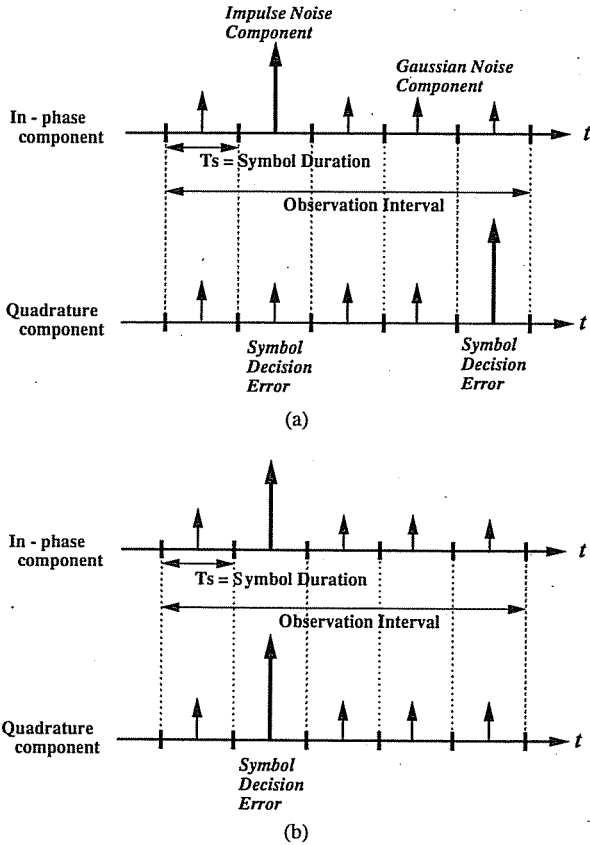 Impulse Noise
Component
Gaussian Noise
Component
In - phase
component
t
Ts = Symbol Duration
Observation Interval
Quadrature
component
t
Symbol
Decision
Error
Symbol
Decision
Error
(a)
In - phase
component
t
Ts = Symbol Duration
Observation Interval
Quadrature
component
t
Symbol
Decision
Error
(b)